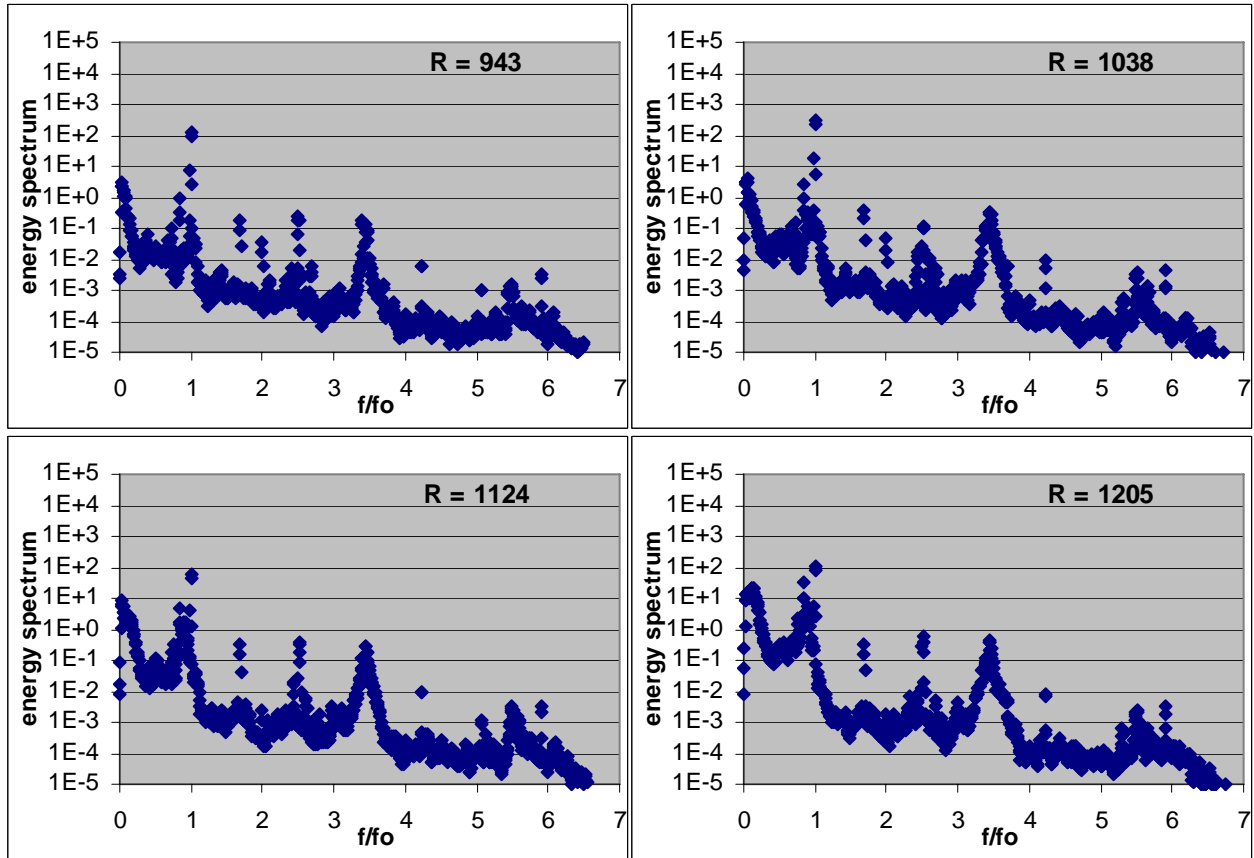 R = 943
energy spectrum
1E+5
1E+4
1E+3
1E+2
1E+1
1E+0
1E-1
1E-2
1E-3
1E-4
1E-5
0 1 2 3 4 5 6 7
f/fo
R = 1038
energy spectrum
1E+5
1E+4
1E+3
1E+2
1E+1
1E+0
1E-1
1E-2
1E-3
1E-4
1E-5
0 1 2 3 4 5 6 7
f/fo
R = 1124
energy spectrum
1E+5
1E+4
1E+3
1E+2
1E+1
1E+0
1E-1
1E-2
1E-3
1E-4
1E-5
0 1 2 3 4 5 6 7
f/fo
R = 1205
energy spectrum
1E+5
1E+4
1E+3
1E+2
1E+1
1E+0
1E-1
1E-2
1E-3
1E-4
1E-5
0 1 2 3 4 5 6 7
f/fo